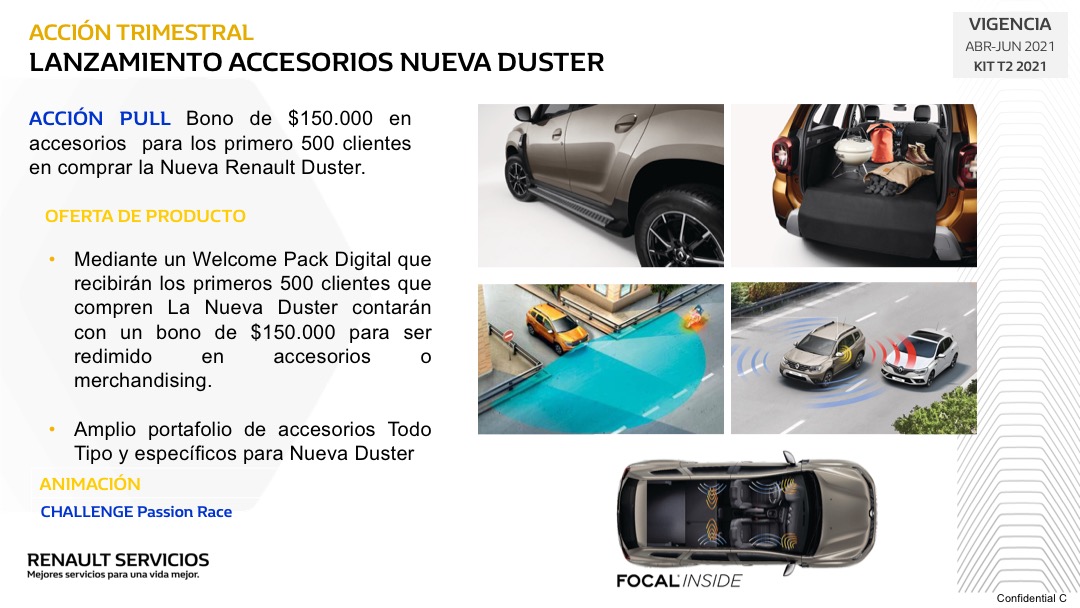 ACCIÓN TRIMESTRAL
LANZAMIENTO ACCESORIOS NUEVA DUSTER
VIGENCIA
ABR-JUN 2021
KIT T2 2021
ACCIÓN PULL Bono de $150.000 en
accesorios para los primero 500 clientes
en comprar la Nueva Renault Duster.
OFERTA DE PRODUCTO
• Mediante un Welcome Pack Digital que
recibirán los primeros 500 clientes que
compren La Nueva Duster contarán
con un bono de $150.000 para ser
redimido en accesorios o
merchandising.
• Amplio portafolio de accesorios Todo
Tipo y específicos para Nueva Duster
ANIMACIÓN
CHALLENGE Passion Race
RENAULT SERVICIOS
Mejores servicios para una vida mejor.
FOCAL INSIDE
Confidential C